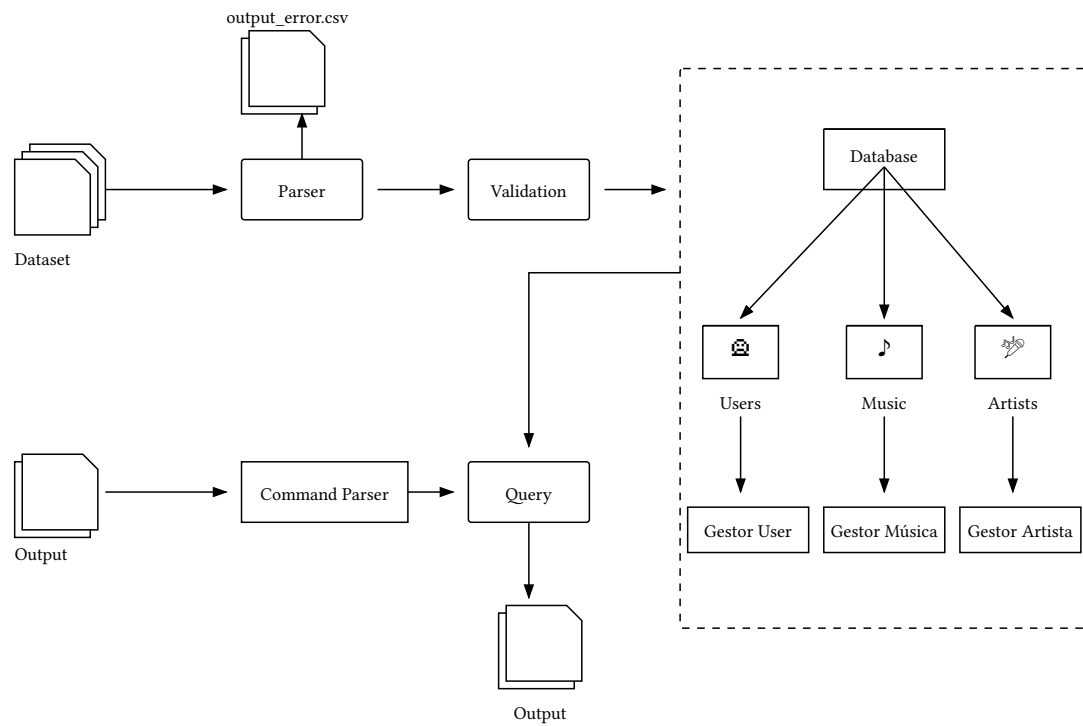 output_error.csv
Database
Parser
Validation
Dataset
Users
Music
Artists
Command Parser
Query
Gestor User
Gestor Música
Gestor Artista
Output
Output